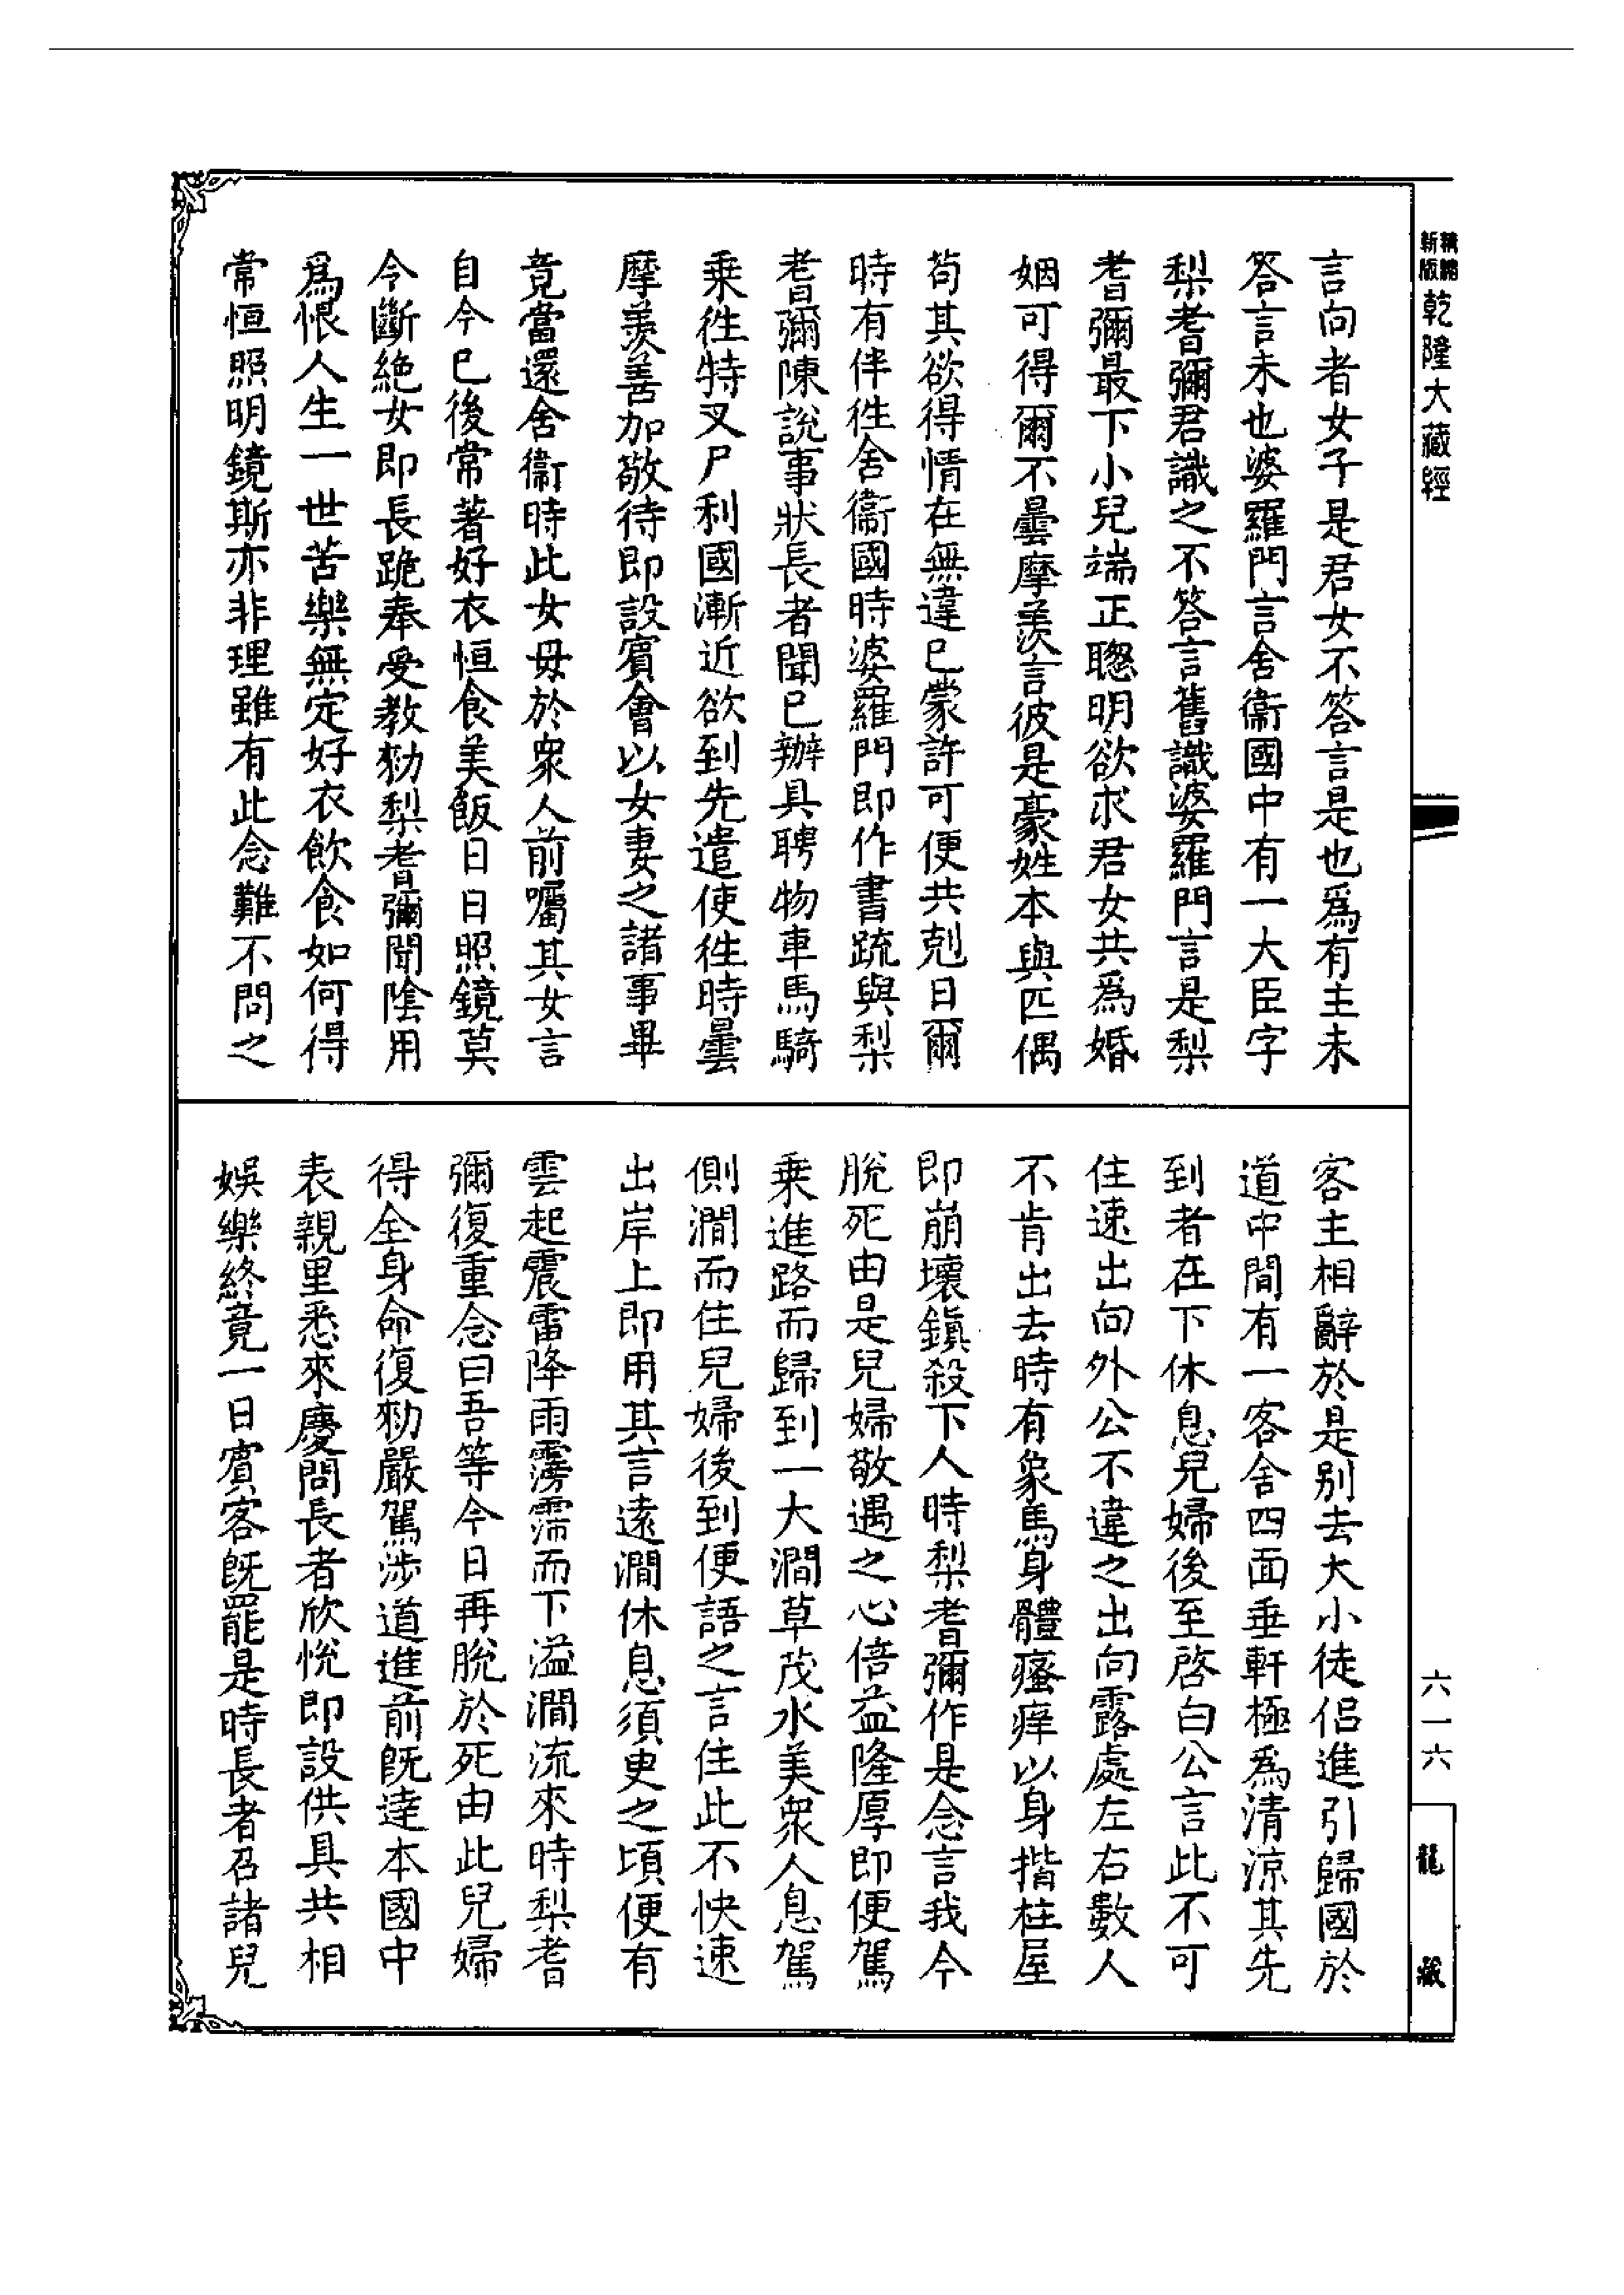 精縮
新版
乾隆大藏經
六一六
龍藏
言向者女子是君女不答言是也爲有主未
答言未也婆羅門言舍衞國中有一大臣字
梨耆彌君識之不答言舊識婆羅門言是梨
耆彌最下小兒端正聰明欲求君女共爲婚
姻可得爾不曇摩羨言彼是豪姓本與匹偶
苟其欲得情在無違已蒙許可便共剋日爾
時有伴徃舍衞國時婆羅門即作書疏與梨
耆彌陳說事狀長者聞已辦具聘物車馬騎
乗徃特叉尸利國漸近欲到先遣使徃時曇
摩羨善加敬待即設賓會以女妻之諸事畢
竟當還舍衞時此女母於衆人前囑其女言
自今已後常著好衣恒食美飯日日照鏡莫
令斷絶女即長跪奉受教勑梨耆彌聞陰用
爲恨人生一世苦樂無定好衣飲食如何得
常恒照明鏡斯亦非理雖有此念難不問之
客主相辭於是别去大小徒侣進引歸國於
道中間有一客舍四面垂軒極爲清涼其先
到者在下休息兒婦後至啓白公言此不可
住速出向外公不違之出向露處左右數人
不肯出去時有象馬身體瘙痒以身揩柱屋
即崩壞鎮殺下人時梨耆彌作是念言我今
脫死由是兒婦敬遇之心倍益隆厚即便駕
乗進路而歸到一大澗草茂水美衆人息駕
側澗而住兒婦後到便語之言住此不快速
出岸上即用其言遠澗休息須臾之頃便有
雲起震雷降雨霶霈而下溢澗流來時梨耆
彌復重念曰吾等今日再脫於死由此兒婦
得全身命復勑嚴駕涉道進前旣達本國中
表親里悉來慶問長者欣悅即設供具共相
娛樂終竟一日賓客旣罷是時長者召諸兒